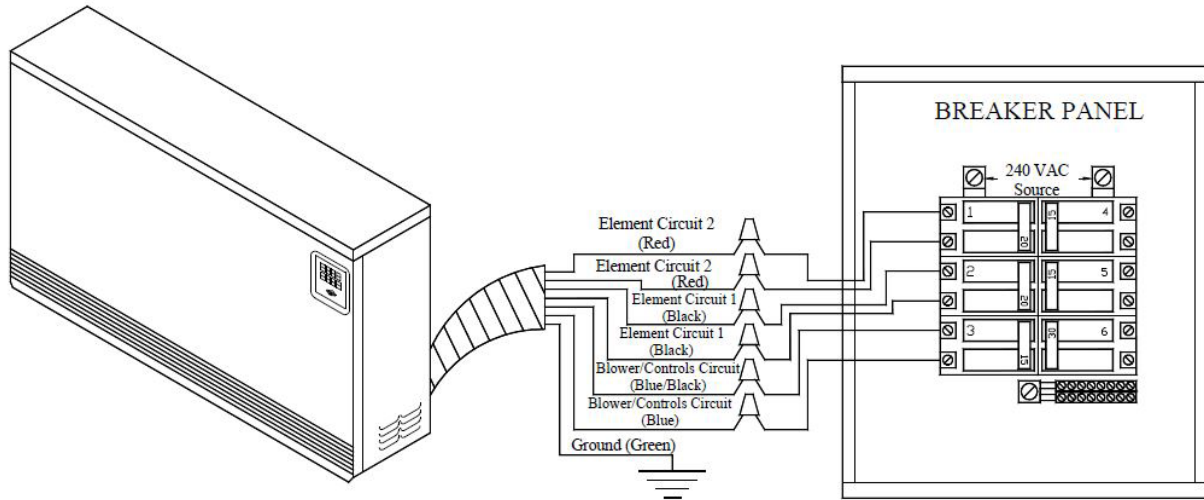 BREAKER PANEL
240 VAC
Source
Element Circuit 2
(Red)
Element Circuit 2
(Red)
Element Circuit 1
(Black)
Element Circuit 1
(Black)
Blower/Controls Circuit
(Blue/Black)
Blower/Controls Circuit
(Blue)
Ground (Green)
1 20 15 4
2 20 15 5
3 15 30 6